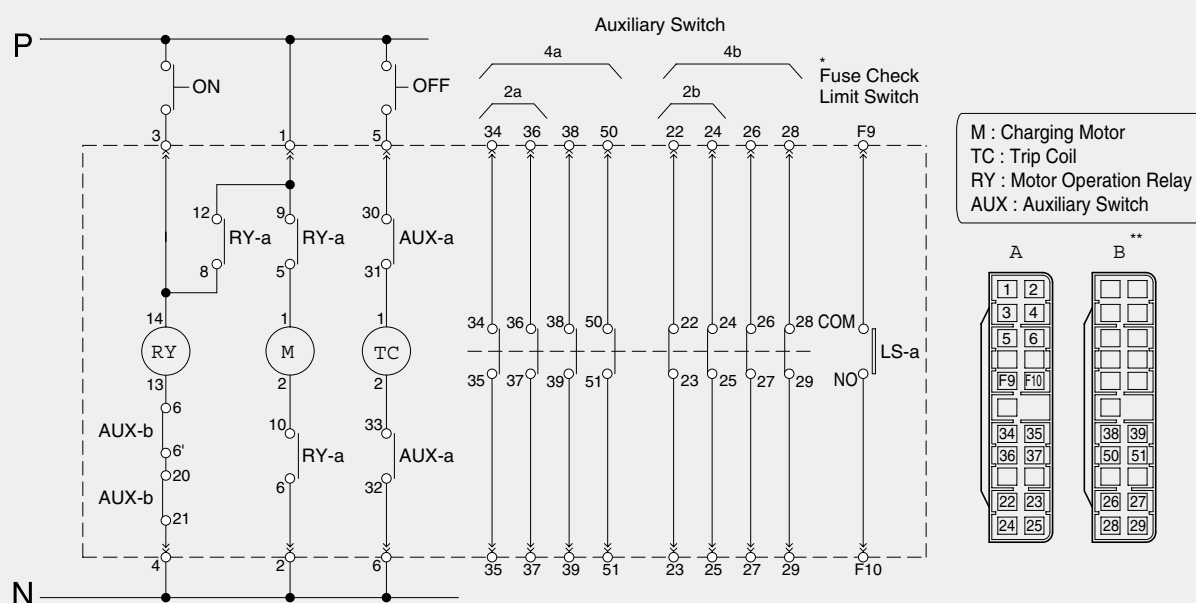 Auxiliary Switch
P
4a
4b
*
Fuse Check
Limit Switch
ON
OFF
2a
2b
3
1
5
34
36
38
50
22
24
26
28
F9
M : Charging Motor
TC : Trip Coil
RY : Motor Operation Relay
AUX : Auxiliary Switch
12
9
30
RY-a
RY-a
AUX-a
8
5
31
A
B **
14
1
1
34
36
38
50
22
24
26
28
COM
RY
M
TC
LS-a
13
2
2
35
37
39
51
23
25
27
29
NO
6
10
33
AUX-b
RY-a
AUX-a
6'
6
32
20
AUX-b
21
4
2
6
35
37
39
51
23
25
27
29
F10
N
1 2
3 4
5 6
F9 F10
34 35
36 37
22 23
24 25
38 39
50 51
26 27
28 29